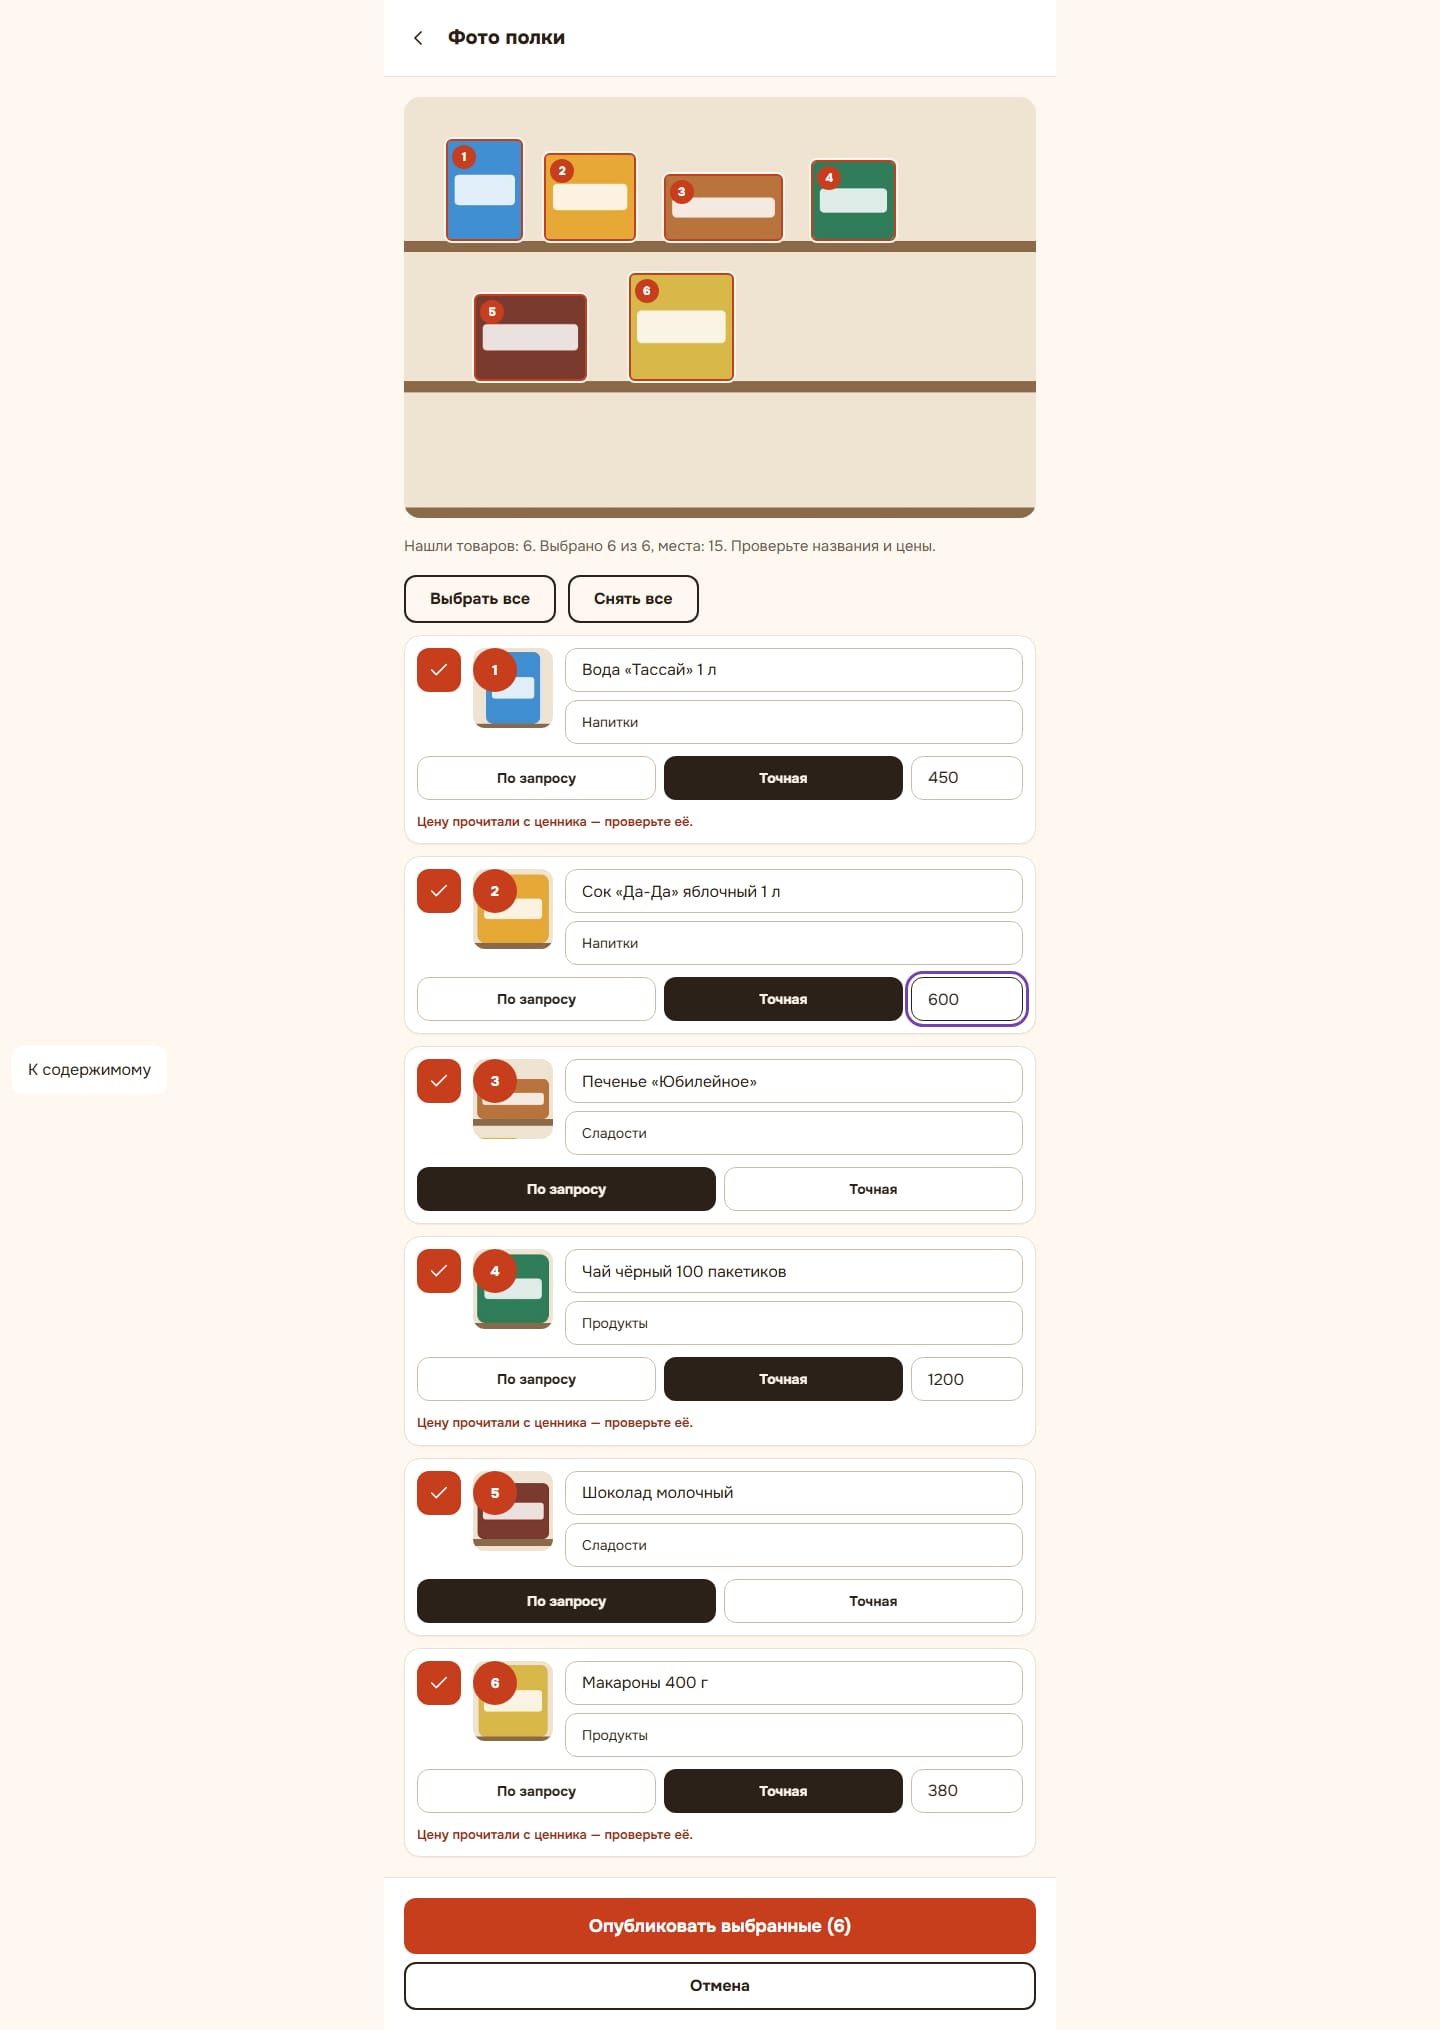 Фото полки
1
2
3
4
5
6
Нашли товаров: 6. Выбрано 6 из 6, места: 15. Проверьте названия и цены.
Выбрать все Снять все
1 Вода «Тассай» 1 л
Напитки
По запросу Точная 450
Цену прочитали с ценника — проверьте её.
2 Сок «Да-Да» яблочный 1 л
Напитки
По запросу Точная 600
К содержимому
3 Печенье «Юбилейное»
Сладости
По запросу Точная
4 Чай чёрный 100 пакетиков
Продукты
По запросу Точная 1200
Цену прочитали с ценника — проверьте её.
5 Шоколад молочный
Сладости
По запросу Точная
6 Макароны 400 г
Продукты
По запросу Точная 380
Цену прочитали с ценника — проверьте её.
Опубликовать выбранные (6)
Отмена